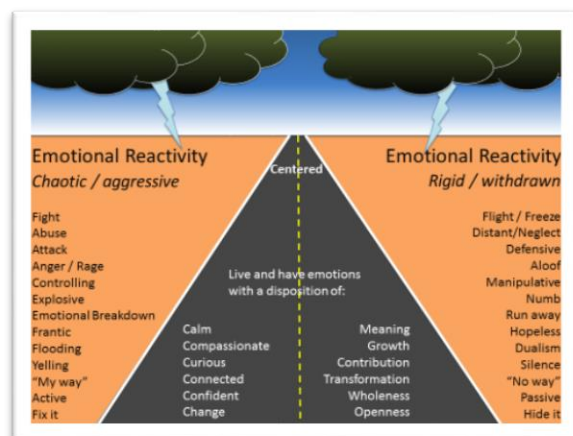 Emotional Reactivity
Chaotic / aggressive
Fight
Abuse
Attack
Anger / Rage
Controlling
Explosive
Emotional Breakdown
Frantic
Flooding
Yelling
“My way”
Active
Fix it
Centered
Live and have emotions
with a disposition of:
Calm
Compassionate
Curious
Connected
Confident
Change
Meaning
Growth
Contribution
Transformation
Wholeness
Openness
Emotional Reactivity
Rigid / withdrawn
Flight / Freeze
Distant/Neglect
Defensive
Aloof
Manipulative
Numb
Run away
Hopeless
Dualism
Silence
“No way”
Passive
Hide it